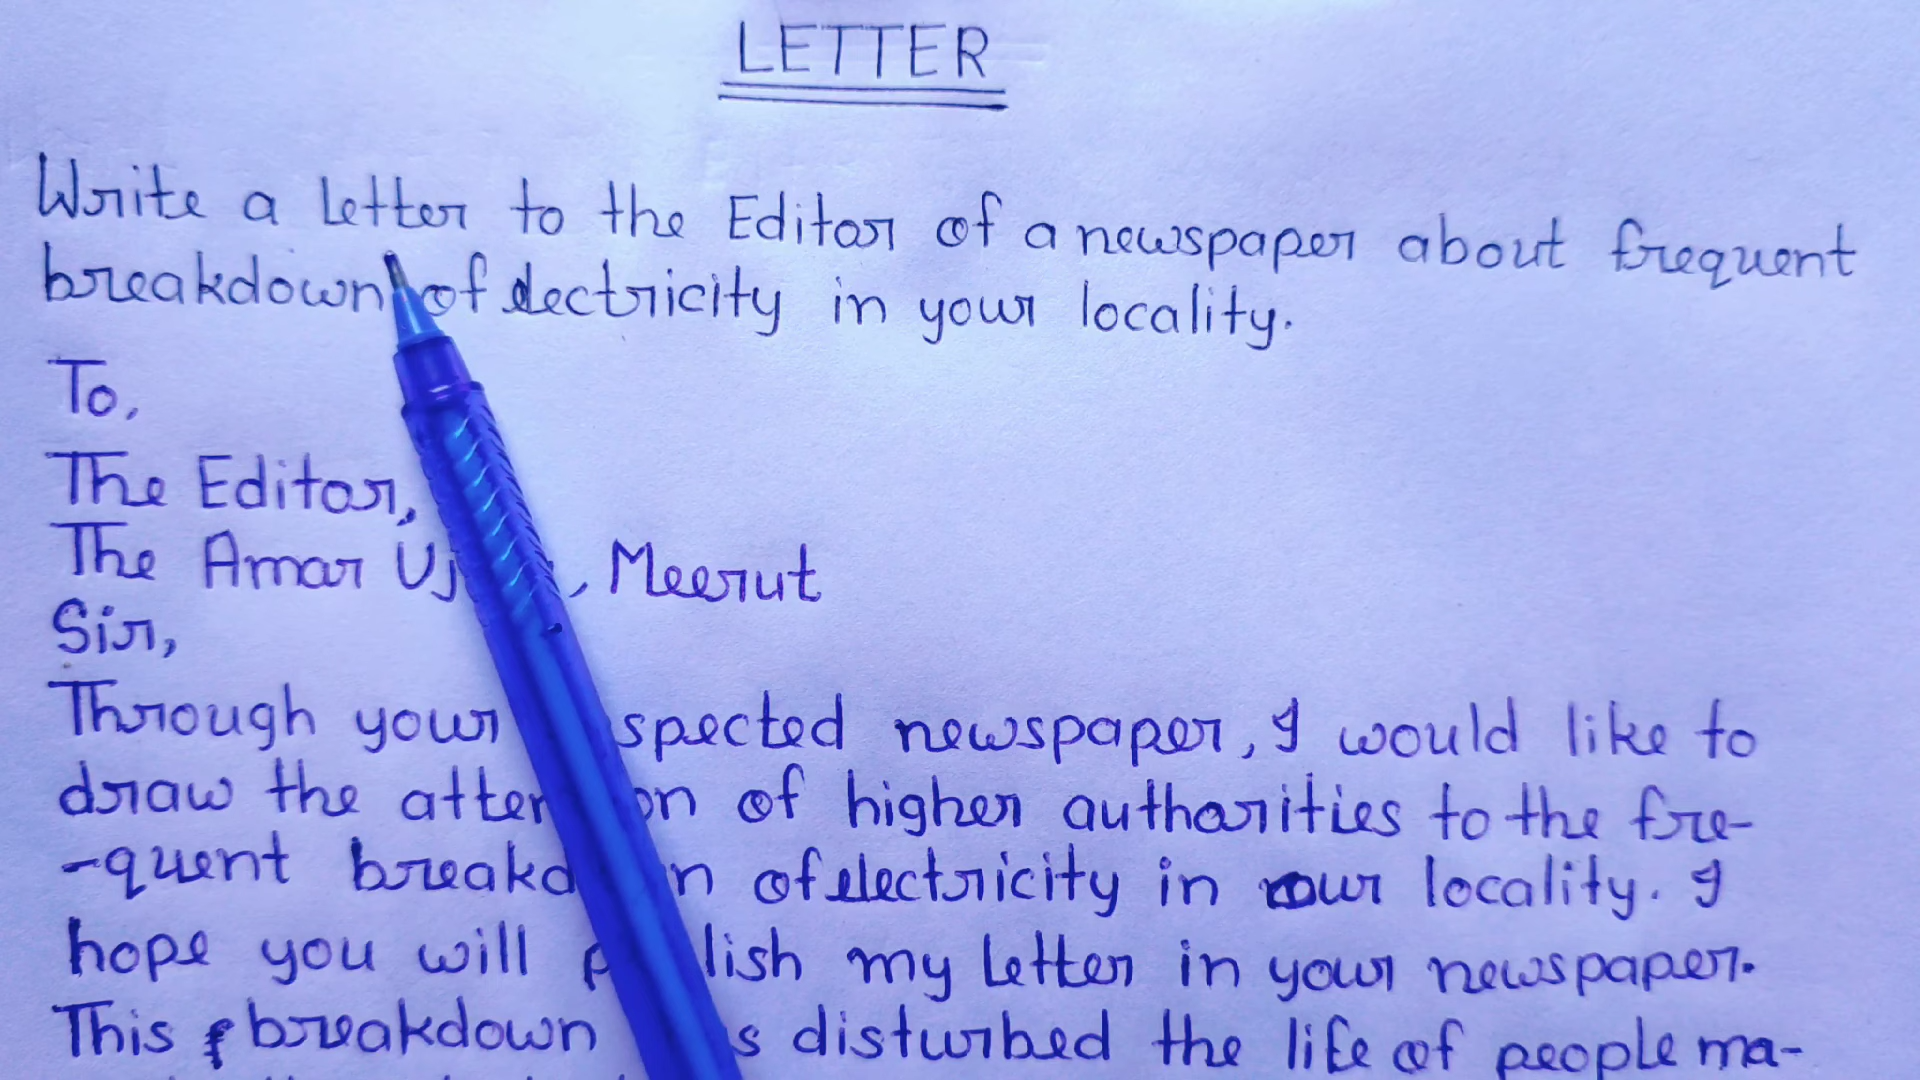 LETTER
Write a letter to the Editor of a newspaper about frequent
breakdown of electricity in your locality.
To,
The Editor,
The Amar Uj , Meerut
Sir,
Through your spected newspaper, I would like to
draw the atten on of higher authorities to the fre-
-quent breakd n of electricity in our locality. I
hope you will p lish my letter in your newspaper.
This breakdown s disturbed the life of people ma-